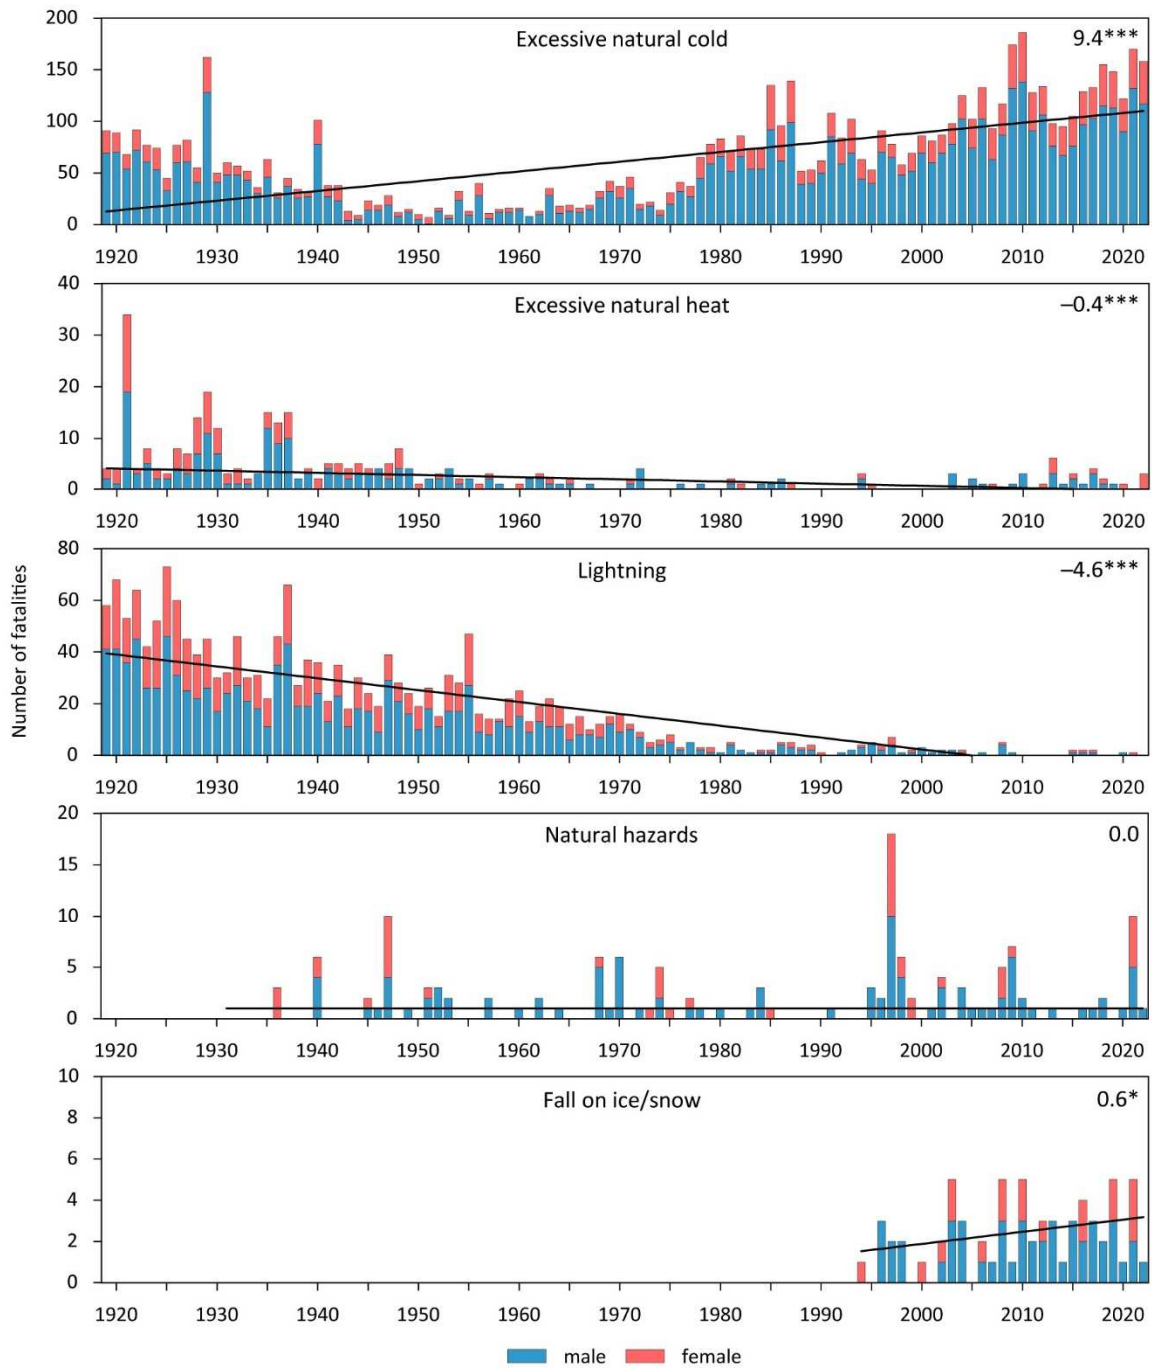 Number of fatalities
200
150
100
50
0
Excessive natural cold
9.4***
1920 1930 1940 1950 1960 1970 1980 1990 2000 2010 2020
40
30
20
10
0
Excessive natural heat
–0.4***
1920 1930 1940 1950 1960 1970 1980 1990 2000 2010 2020
80
60
40
20
0
Lightning
–4.6***
1920 1930 1940 1950 1960 1970 1980 1990 2000 2010 2020
20
15
10
5
0
Natural hazards
0.0
1920 1930 1940 1950 1960 1970 1980 1990 2000 2010 2020
10
8
6
4
2
0
Fall on ice/snow
0.6*
1920 1930 1940 1950 1960 1970 1980 1990 2000 2010 2020
male female